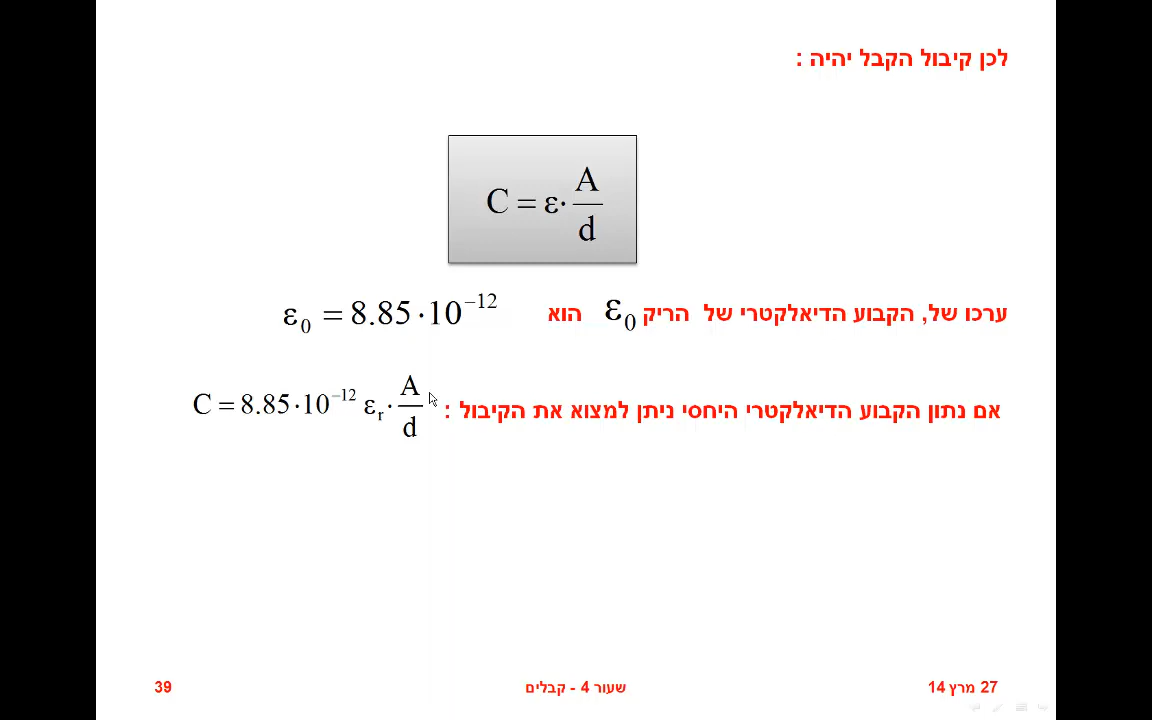 לכן קיבול הקבל יהיה :
C = ε · A / d
ערכו של, הקבוע הדיאלקטרי של הריק ε₀ הוא ε₀ = 8.85 · 10⁻¹²
אם נתון הקבוע הדיאלקטרי היחסי ניתן למצוא את הקיבול : C = 8.85 · 10⁻¹² εᵣ · A / d
27 מרץ 14
שעור 4 - קבלים
39